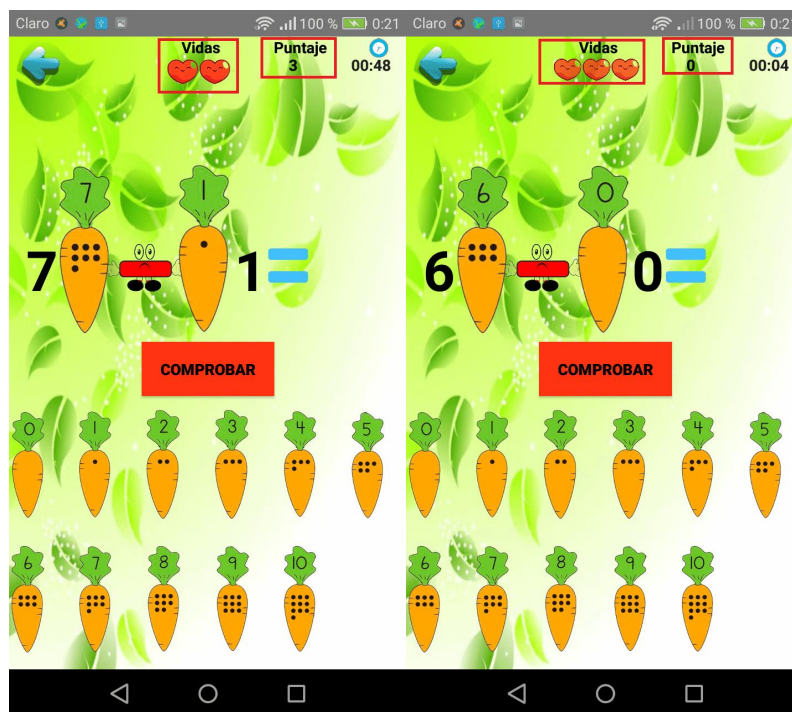 Claro 100 % 0:21
Vidas Puntaje
3 00:48
7 1
7 1 =
COMPROBAR
0 1 2 3 4 5
6 7 8 9 10
Claro 100 % 0:21
Vidas Puntaje
0 00:04
6 0
6 0 =
COMPROBAR
0 1 2 3 4 5
6 7 8 9 10